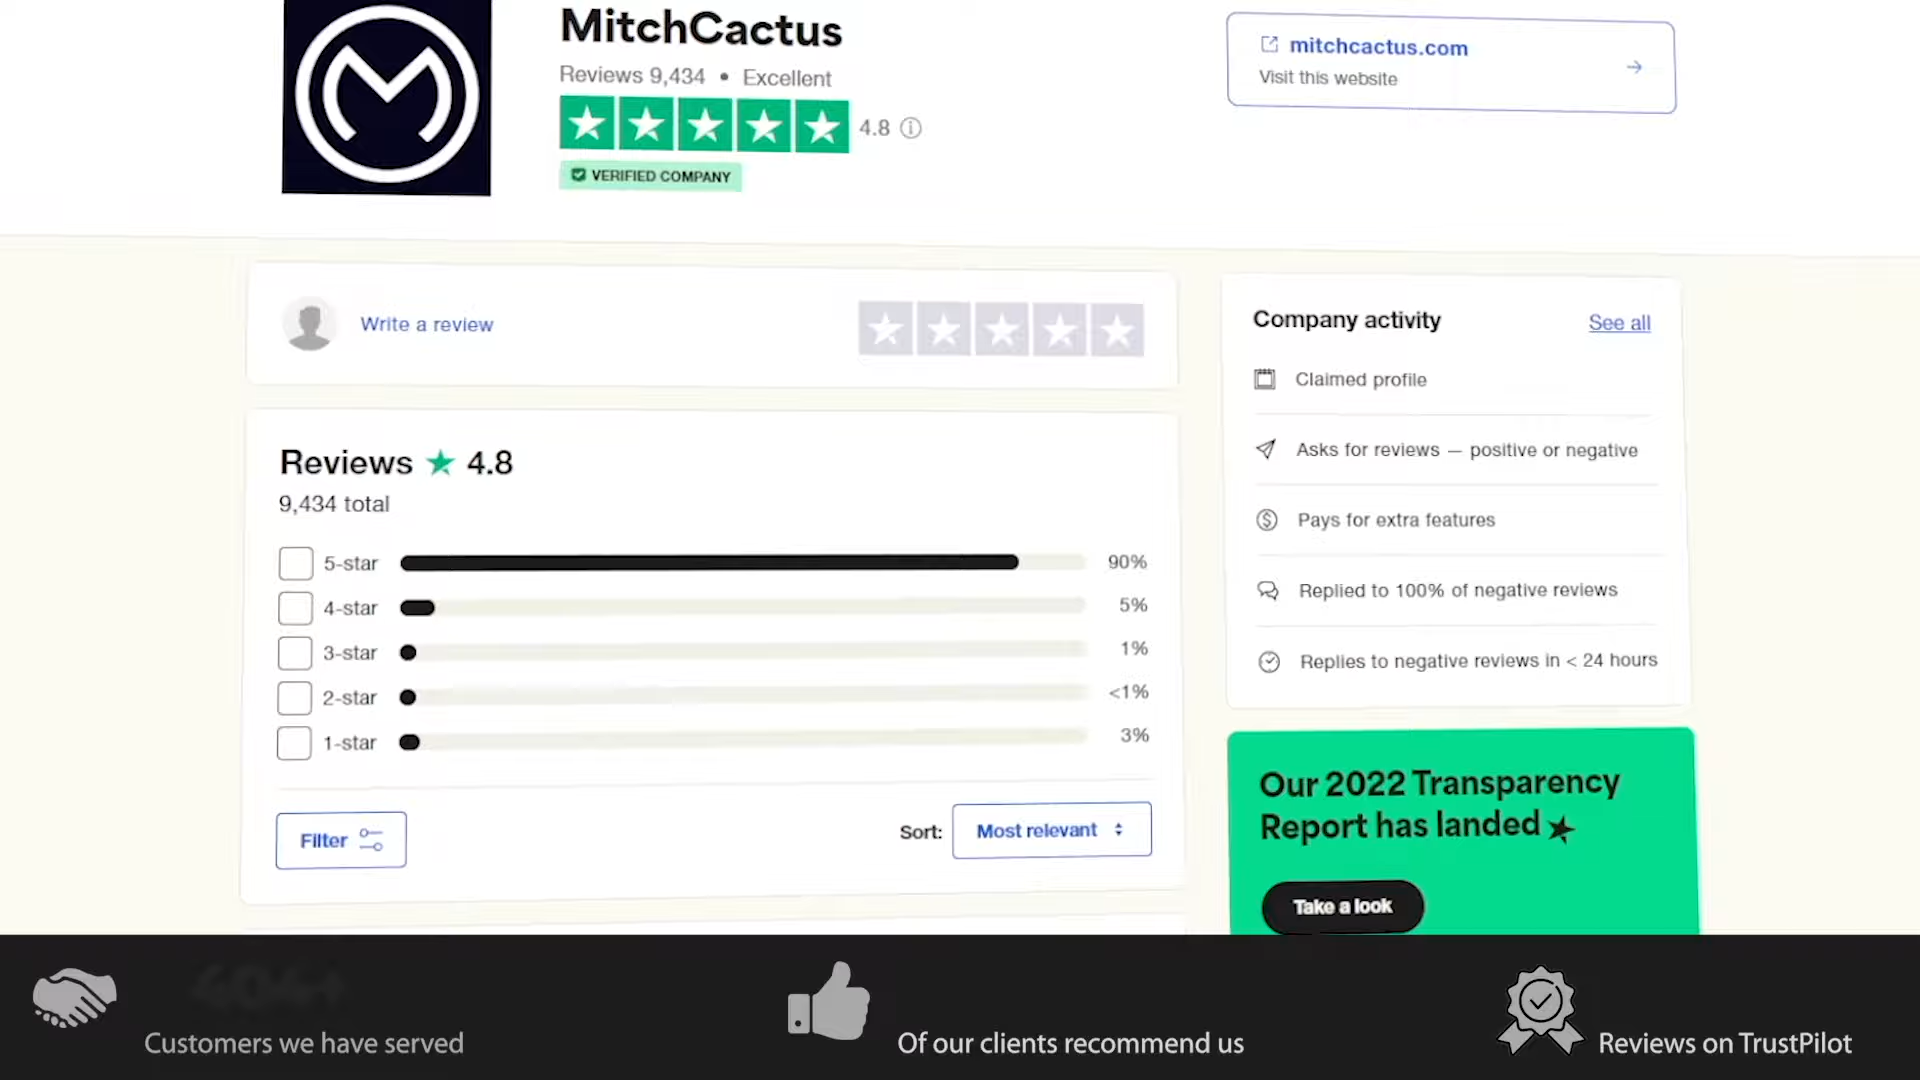 MitchCactus
Reviews 9,434 • Excellent
4.8
VERIFIED COMPANY
mitchcactus.com
Visit this website
Write a review
Reviews 4.8
9,434 total
5-star 90%
4-star 5%
3-star 1%
2-star <1%
1-star 3%
Filter
Sort: Most relevant
Company activity See all
Claimed profile
Asks for reviews — positive or negative
Pays for extra features
Replied to 100% of negative reviews
Replies to negative reviews in < 24 hours
Our 2022 Transparency
Report has landed
Take a look
Customers we have served
Of our clients recommend us
Reviews on TrustPilot